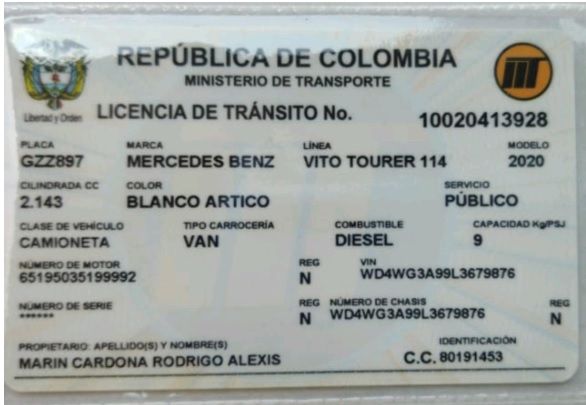 REPÚBLICA DE COLOMBIA
MINISTERIO DE TRANSPORTE
Libertad y Orden
LICENCIA DE TRÁNSITO No. 10020413928
PLACA MARCA LÍNEA MODELO
GZZ897 MERCEDES BENZ VITO TOURER 114 2020
CILINDRADA CC COLOR SERVICIO
2.143 BLANCO ARTICO PÚBLICO
CLASE DE VEHÍCULO TIPO CARROCERÍA COMBUSTIBLE CAPACIDAD Kg/PSJ
CAMIONETA VAN DIESEL 9
NÚMERO DE MOTOR REG VIN
65195035199992 N WD4WG3A99L3679876
NÚMERO DE SERIE REG NÚMERO DE CHASIS REG
****** N WD4WG3A99L3679876 N
PROPIETARIO: APELLIDO(S) Y NOMBRE(S) IDENTIFICACIÓN
MARIN CARDONA RODRIGO ALEXIS C.C. 80191453